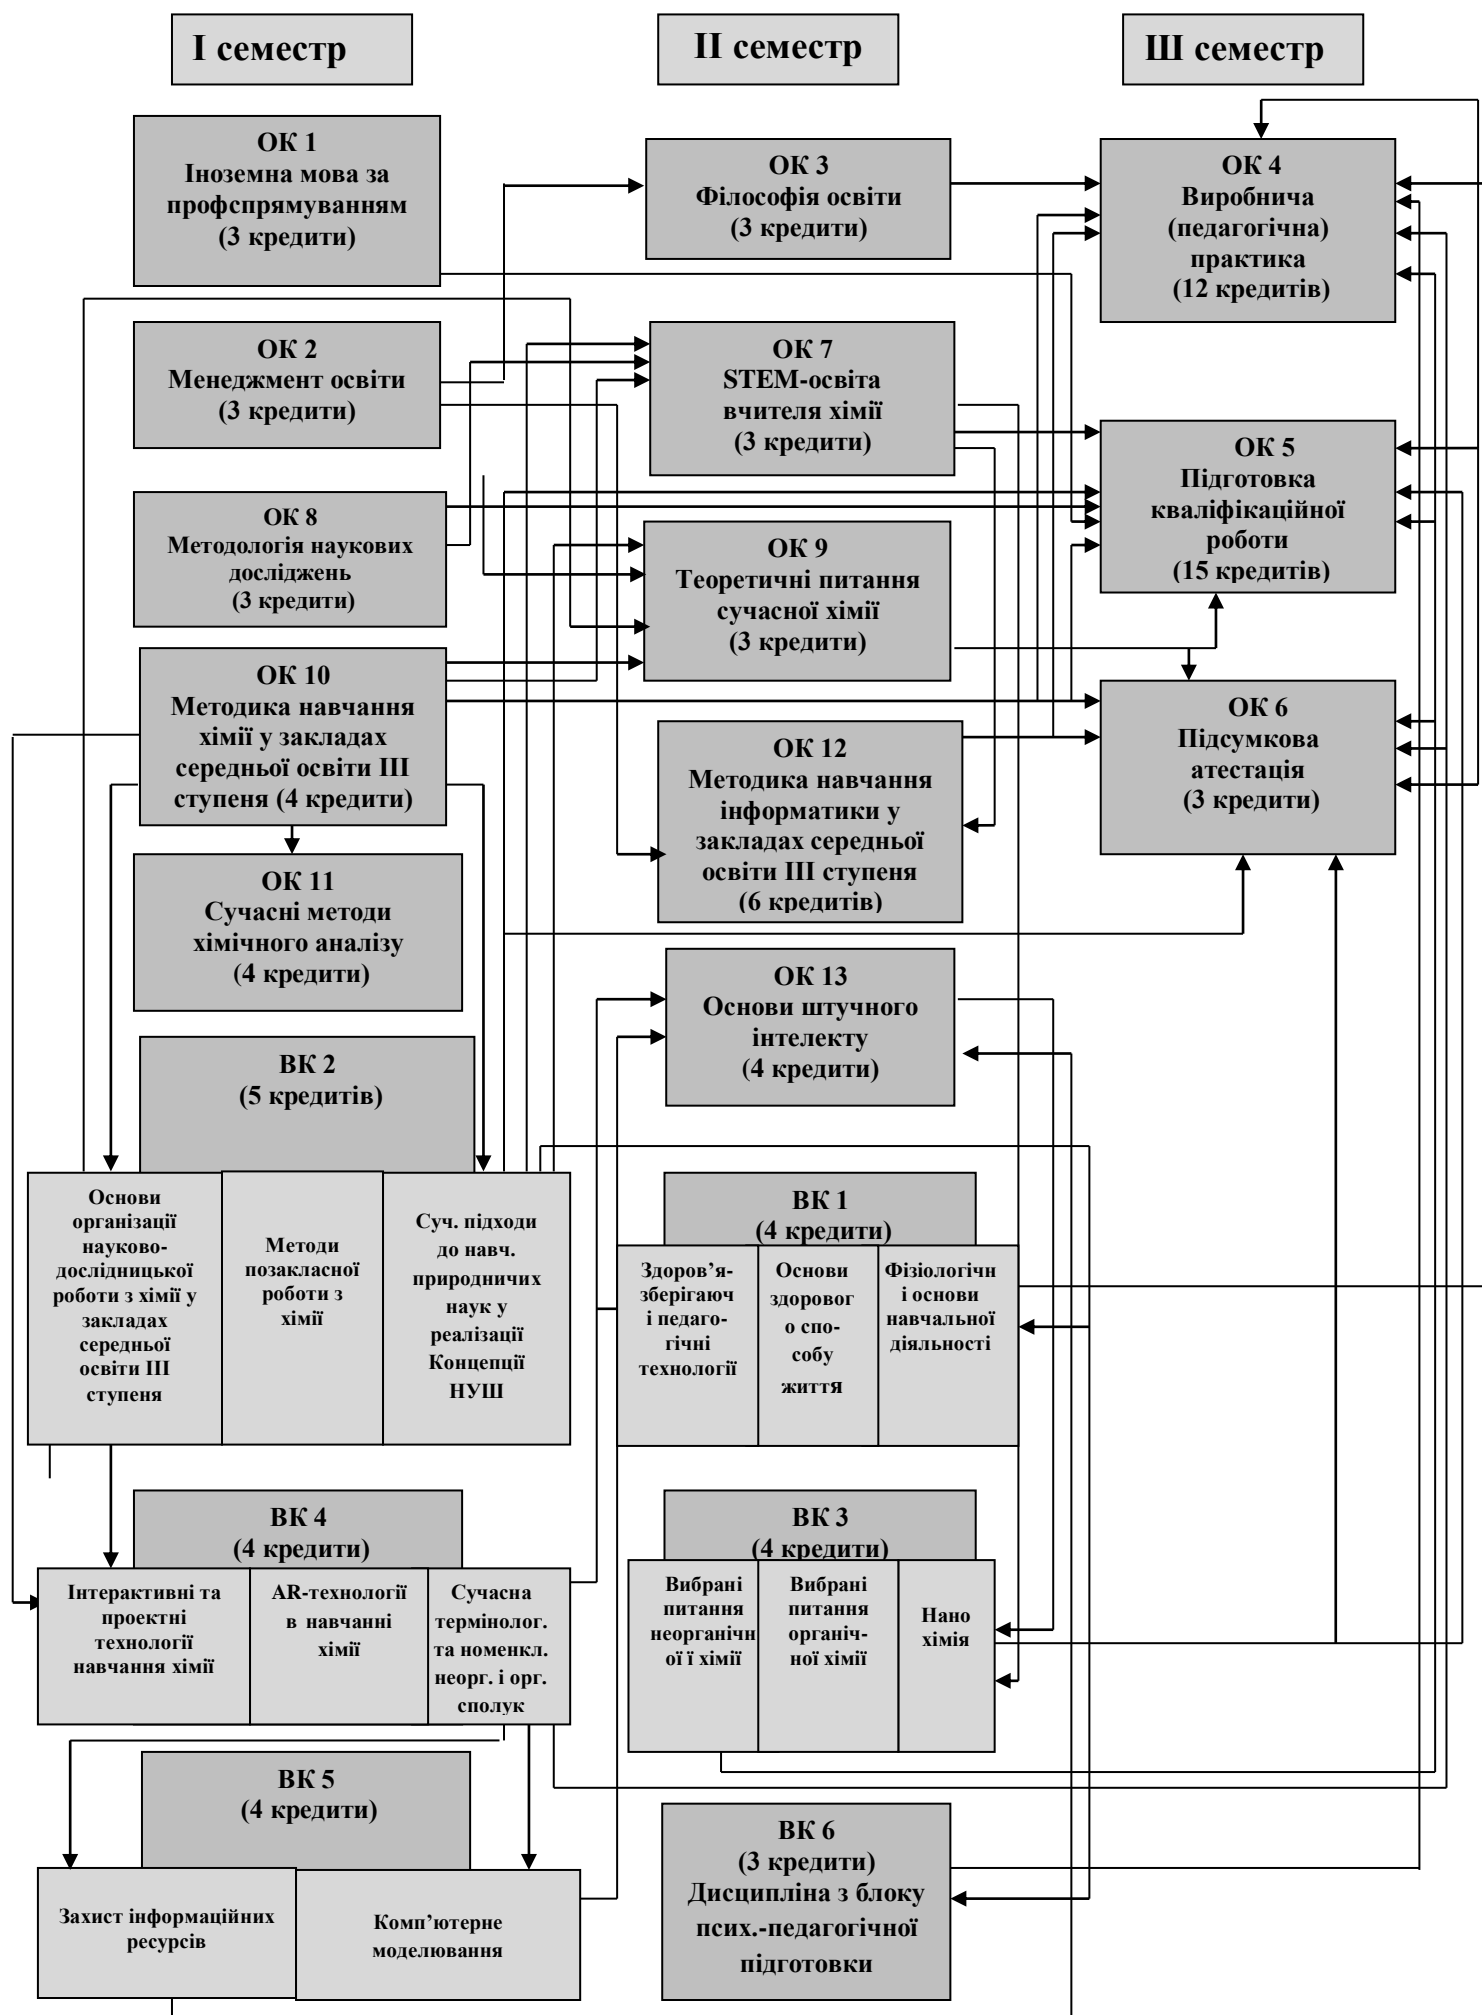 І семестр
ІІ семестр
Ш семестр
ОК 1
Іноземна мова за
профспрямуванням
(3 кредити)
ОК 3
Філософія освіти
(3 кредити)
ОК 4
Виробнича
(педагогічна)
практика
(12 кредитів)
ОК 2
Менеджмент освіти
(3 кредити)
ОК 7
STEM-освіта
вчителя хімії
(3 кредити)
ОК 5
Підготовка
кваліфікаційної
роботи
(15 кредитів)
ОК 8
Методологія наукових
досліджень
(3 кредити)
ОК 9
Теоретичні питання
сучасної хімії
(3 кредити)
ОК 10
Методика навчання
хімії у закладах
середньої освіти ІІІ
ступеня (4 кредити)
ОК 6
Підсумкова
атестація
(3 кредити)
ОК 12
Методика навчання
інформатики у
закладах середньої
освіти ІІІ ступеня
(6 кредитів)
ОК 11
Сучасні методи
хімічного аналізу
(4 кредити)
ОК 13
Основи штучного
інтелекту
(4 кредити)
ВК 2
(5 кредитів)
Основи
організації
науково-
дослідницької
роботи з хімії у
закладах
середньої
освіти ІІІ
ступеня
Методи
позакласної
роботи з
хімії
Суч. підходи
до навч.
природничих
наук у
реалізації
Концепції
НУШ
ВК 1
(4 кредити)
Здоров’я-
зберігаюч
і педаго-
гічні
технології
Основи
здоровог
о спо-
собу
життя
Фізіологічн
і основи
навчальної
діяльності
ВК 4
(4 кредити)
Інтерактивні та
проектні
технології
навчання хімії
AR-технології
в навчанні
хімії
Сучасна
термінолог.
та номенкл.
неорг. і орг.
сполук
ВК 3
(4 кредити)
Вибрані
питання
неорганічн
ої ї хімії
Вибрані
питання
органіч-
ної хімії
Нано
хімія
ВК 5
(4 кредити)
Захист інформаційних
ресурсів
Комп’ютерне
моделювання
ВК 6
(3 кредити)
Дисципліна з блоку
псих.-педагогічної
підготовки